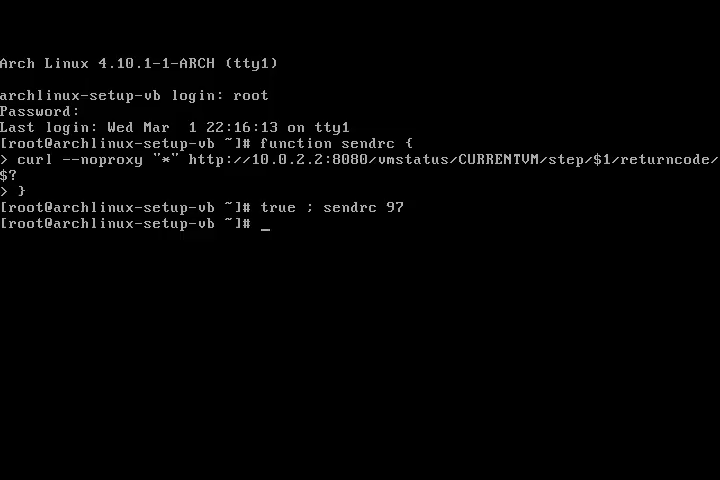 Arch Linux 4.10.1-1-ARCH (tty1)
archlinux-setup-vb login: root
Password:
Last login: Wed Mar  1 22:16:13 on tty1
[root@archlinux-setup-vb ~]# function sendrc {
> curl --noproxy "*" http://10.0.2.2:8080/vmstatus/CURRENTVM/step/$1/returncode/
$?
> }
[root@archlinux-setup-vb ~]# true ; sendrc 97
[root@archlinux-setup-vb ~]# _